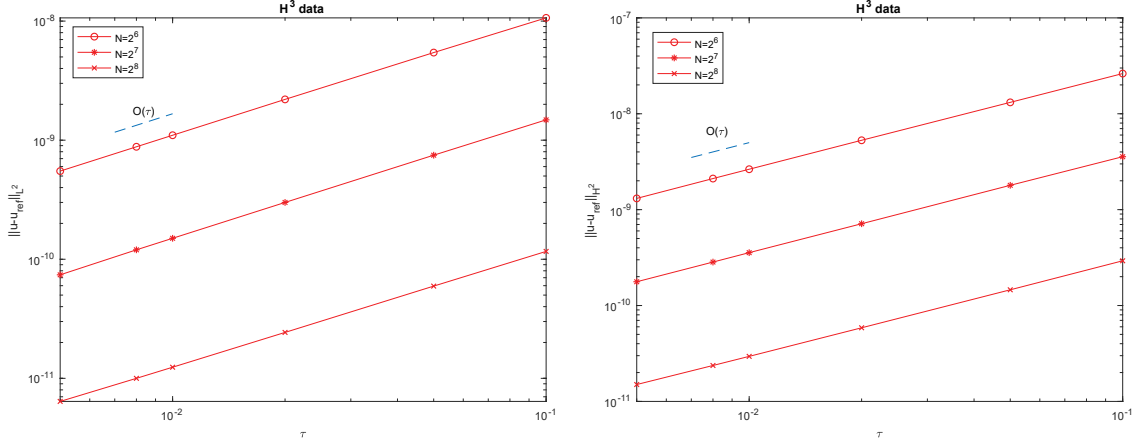 H³ data
10⁻⁸
10⁻⁹
10⁻¹⁰
10⁻¹¹
||u-u_ref||_L²
N=2⁶
N=2⁷
N=2⁸
O(τ)
10⁻²
10⁻¹
τ
H³ data
10⁻⁷
10⁻⁸
10⁻⁹
10⁻¹⁰
10⁻¹¹
||u-u_ref||_H²
N=2⁶
N=2⁷
N=2⁸
O(τ)
10⁻²
10⁻¹
τ